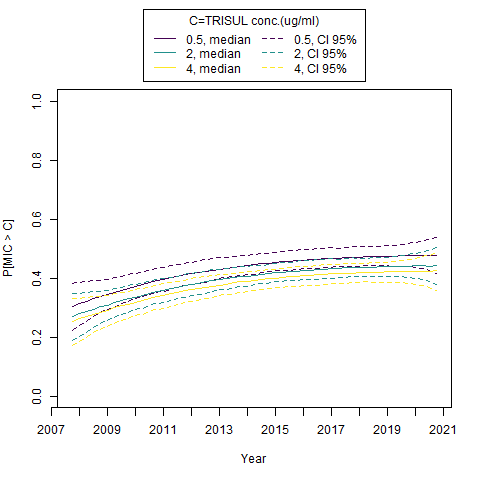 C=TRISUL conc.(ug/ml)
0.5, median 0.5, CI 95%
2, median 2, CI 95%
4, median 4, CI 95%
1.0
0.8
0.6
0.4
0.2
0.0
P[MIC > C]
2007 2009 2011 2013 2015 2017 2019 2021
Year